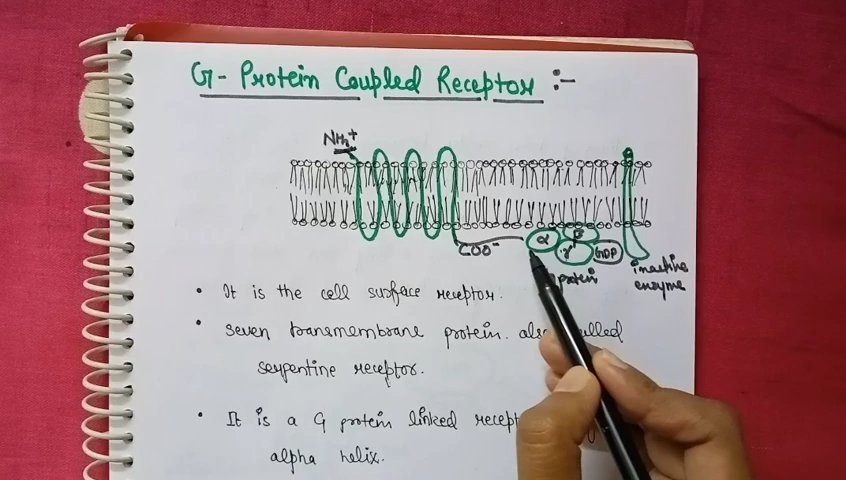 G- Protein Coupled Receptor :-
NH3+
COO-
α β γ GDP
protein
inactive
enzyme
• It is the cell surface receptor.
• seven transmembrane protein. also called
serpentine receptor.
• It is a G protein linked
alpha helix.